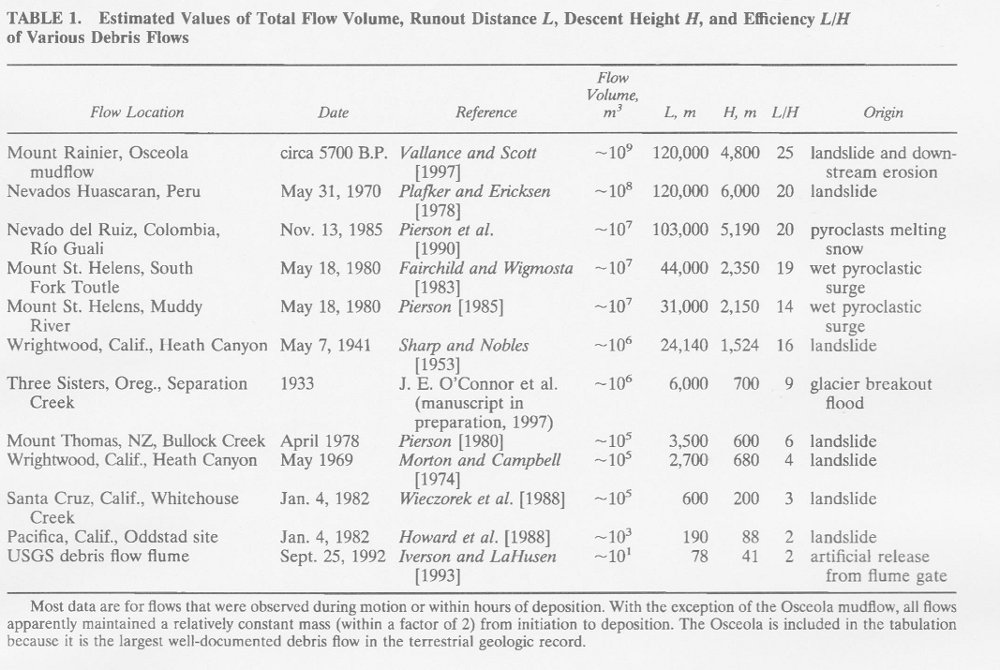 TABLE 1. Estimated Values of Total Flow Volume, Runout Distance L, Descent Height H, and Efficiency L/H
of Various Debris Flows
Flow
Volume,
Flow Location Date Reference m³ L, m H, m L/H Origin
Mount Rainier, Osceola circa 5700 B.P. Vallance and Scott ~10⁹ 120,000 4,800 25 landslide and down-
mudflow [1997] stream erosion
Nevados Huascaran, Peru May 31, 1970 Plafker and Ericksen ~10⁸ 120,000 6,000 20 landslide
[1978]
Nevado del Ruiz, Colombia, Nov. 13, 1985 Pierson et al. ~10⁷ 103,000 5,190 20 pyroclasts melting
Río Guali [1990] snow
Mount St. Helens, South May 18, 1980 Fairchild and Wigmosta ~10⁷ 44,000 2,350 19 wet pyroclastic
Fork Toutle [1983] surge
Mount St. Helens, Muddy May 18, 1980 Pierson [1985] ~10⁷ 31,000 2,150 14 wet pyroclastic
River surge
Wrightwood, Calif., Heath Canyon May 7, 1941 Sharp and Nobles ~10⁶ 24,140 1,524 16 landslide
[1953]
Three Sisters, Oreg., Separation 1933 J. E. O'Connor et al. ~10⁶ 6,000 700 9 glacier breakout
Creek (manuscript in flood
preparation, 1997)
Mount Thomas, NZ, Bullock Creek April 1978 Pierson [1980] ~10⁵ 3,500 600 6 landslide
Wrightwood, Calif., Heath Canyon May 1969 Morton and Campbell ~10⁵ 2,700 680 4 landslide
[1974]
Santa Cruz, Calif., Whitehouse Jan. 4, 1982 Wieczorek et al. [1988] ~10⁵ 600 200 3 landslide
Creek
Pacifica, Calif., Oddstad site Jan. 4, 1982 Howard et al. [1988] ~10³ 190 88 2 landslide
USGS debris flow flume Sept. 25, 1992 Iverson and LaHusen ~10¹ 78 41 2 artificial release
[1993] from flume gate
Most data are for flows that were observed during motion or within hours of deposition. With the exception of the Osceola mudflow, all flows
apparently maintained a relatively constant mass (within a factor of 2) from initiation to deposition. The Osceola is included in the tabulation
because it is the largest well-documented debris flow in the terrestrial geologic record.